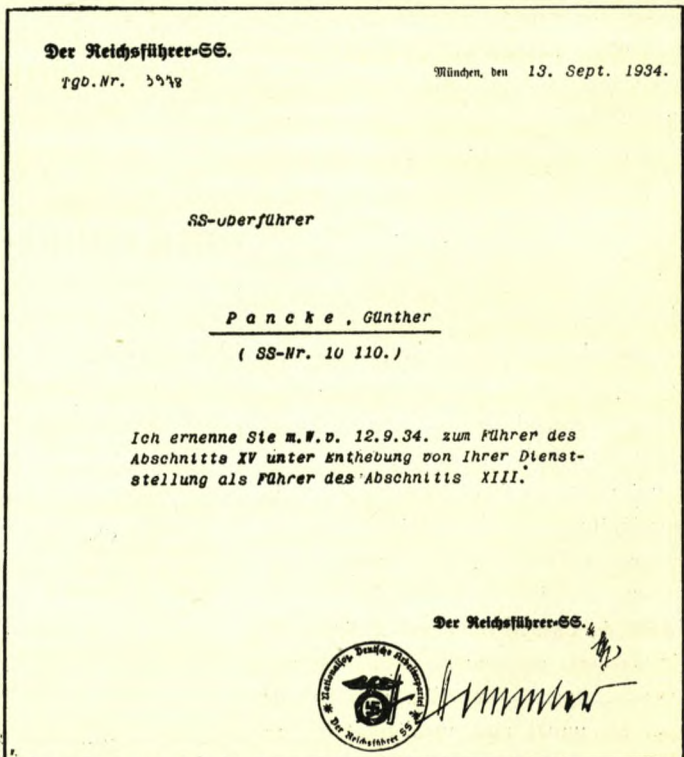 Der Reichsführer-SS.
Tgb.Nr. 3978
München, den 13. Sept. 1934.
SS-Oberführer
Pancke, Günther
( SS-Nr. 10 110.)
Ich ernenne Sie m.W.v. 12.9.34. zum Führer des
Abschnitts XV unter Enthebung von Ihrer Dienst-
stellung als Führer des Abschnitts XIII.
Der Reichsführer-SS.
Nationalsoz. Deutsche Arbeiterpartei
Der Reichsführer SS
H Himmler